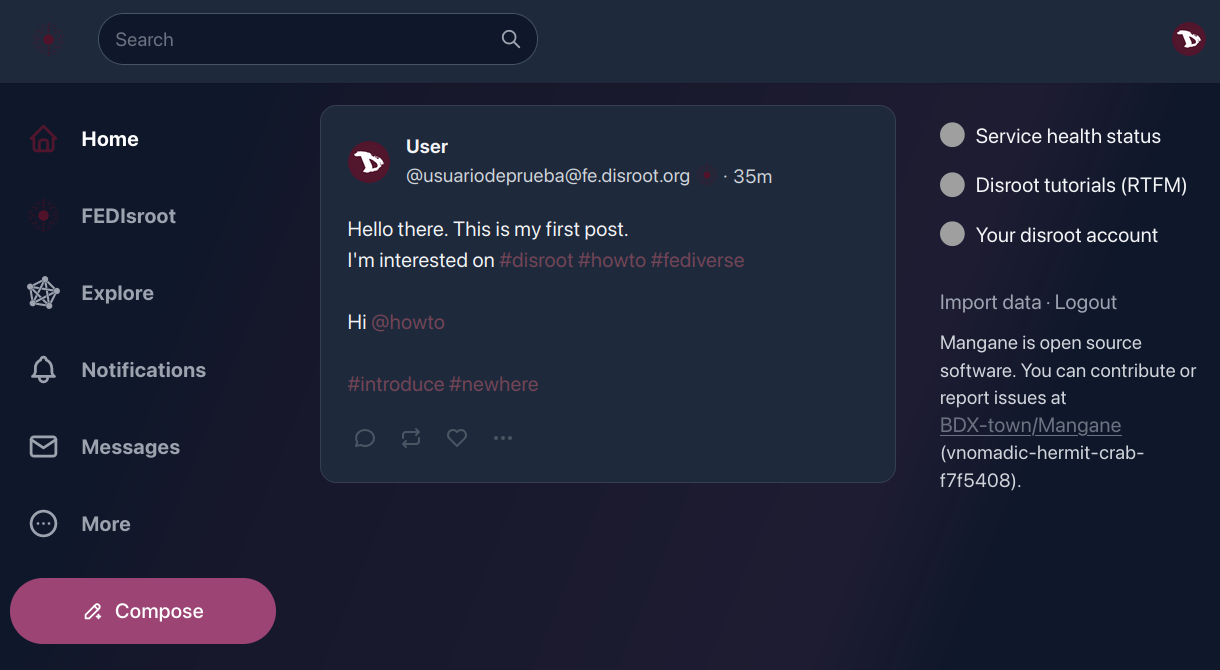 Search
Home
FEDIsroot
Explore
Notifications
Messages
More
Compose
User
@usuariodeprueba@fe.disroot.org · 35m
Hello there. This is my first post.
I'm interested on #disroot #howto #fediverse
Hi @howto
#introduce #newhere
Service health status
Disroot tutorials (RTFM)
Your disroot account
Import data · Logout
Mangane is open source
software. You can contribute or
report issues at
BDX-town/Mangane
(vnomadic-hermit-crab-
f7f5408).